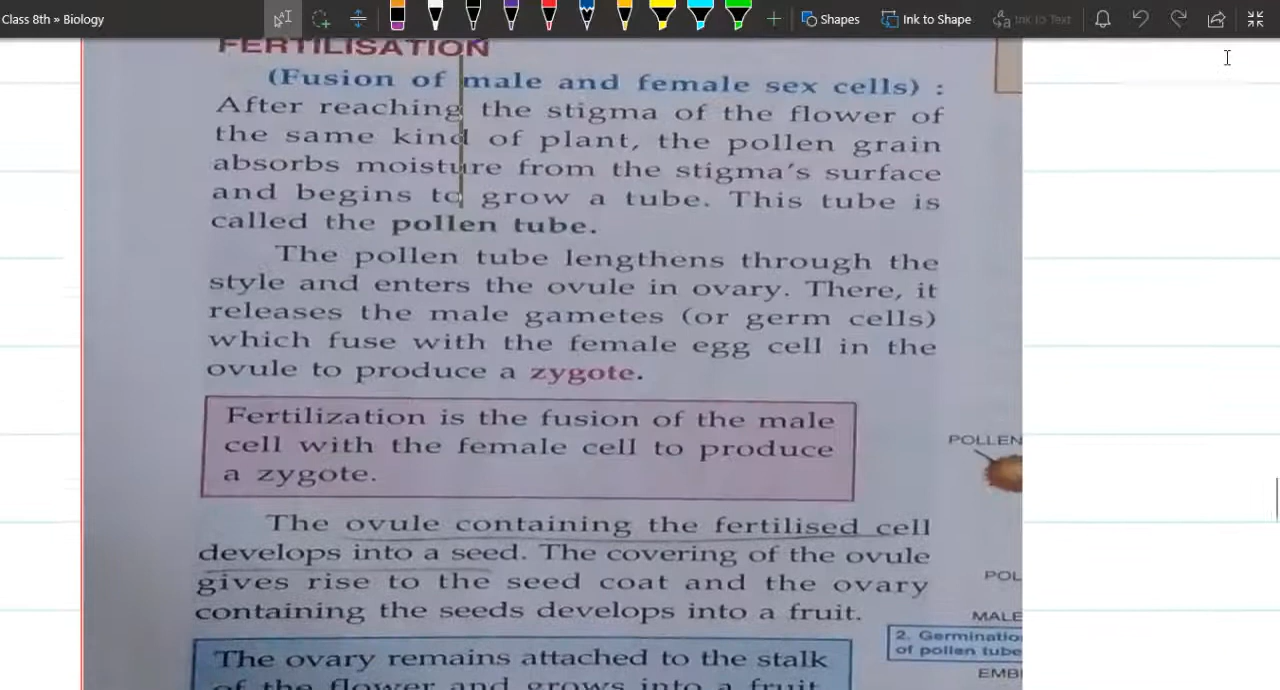 Class 8th » Biology
Shapes
Ink to Shape
Ink to Text
FERTILISATION
(Fusion of male and female sex cells) :
After reaching the stigma of the flower of
the same kind of plant, the pollen grain
absorbs moisture from the stigma's surface
and begins to grow a tube. This tube is
called the pollen tube.
The pollen tube lengthens through the
style and enters the ovule in ovary. There, it
releases the male gametes (or germ cells)
which fuse with the female egg cell in the
ovule to produce a zygote.
Fertilization is the fusion of the male
cell with the female cell to produce
a zygote.
The ovule containing the fertilised cell
develops into a seed. The covering of the ovule
gives rise to the seed coat and the ovary
containing the seeds develops into a fruit.
The ovary remains attached to the stalk
of the flower and grows into a fruit
POLLEN
POL
MALE
2. Germinatio
of pollen tube
EMB